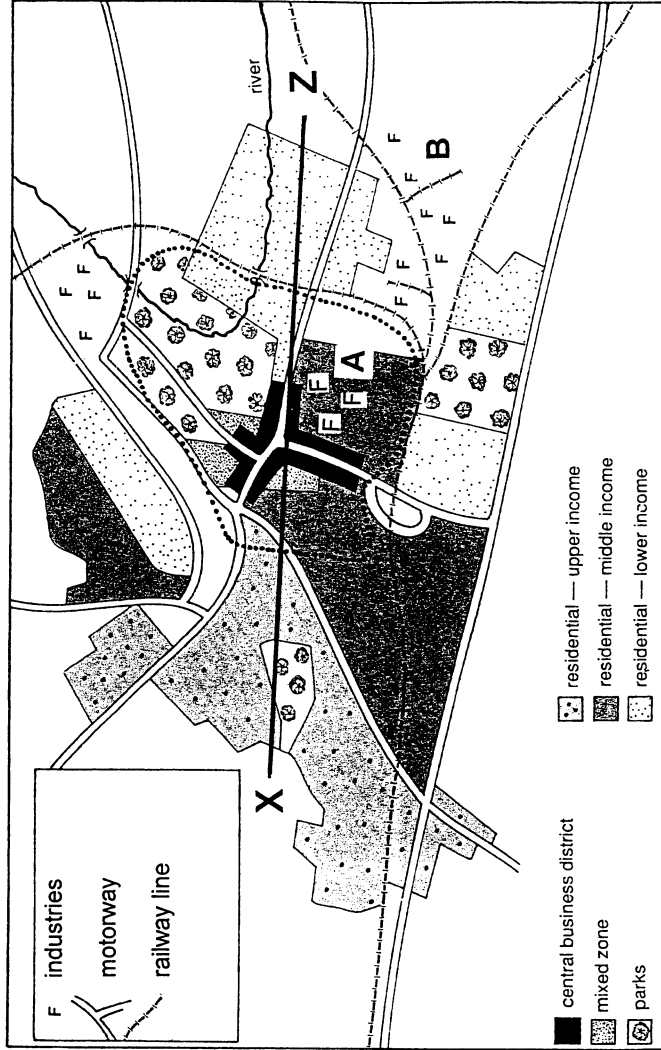 F industries
motorway
railway line
F
F
F
F
river
X
Z
F
F
F
A
F
F
F
F
F
F
B
central business district
mixed zone
parks
residential — upper income
residential — middle income
residential — lower income